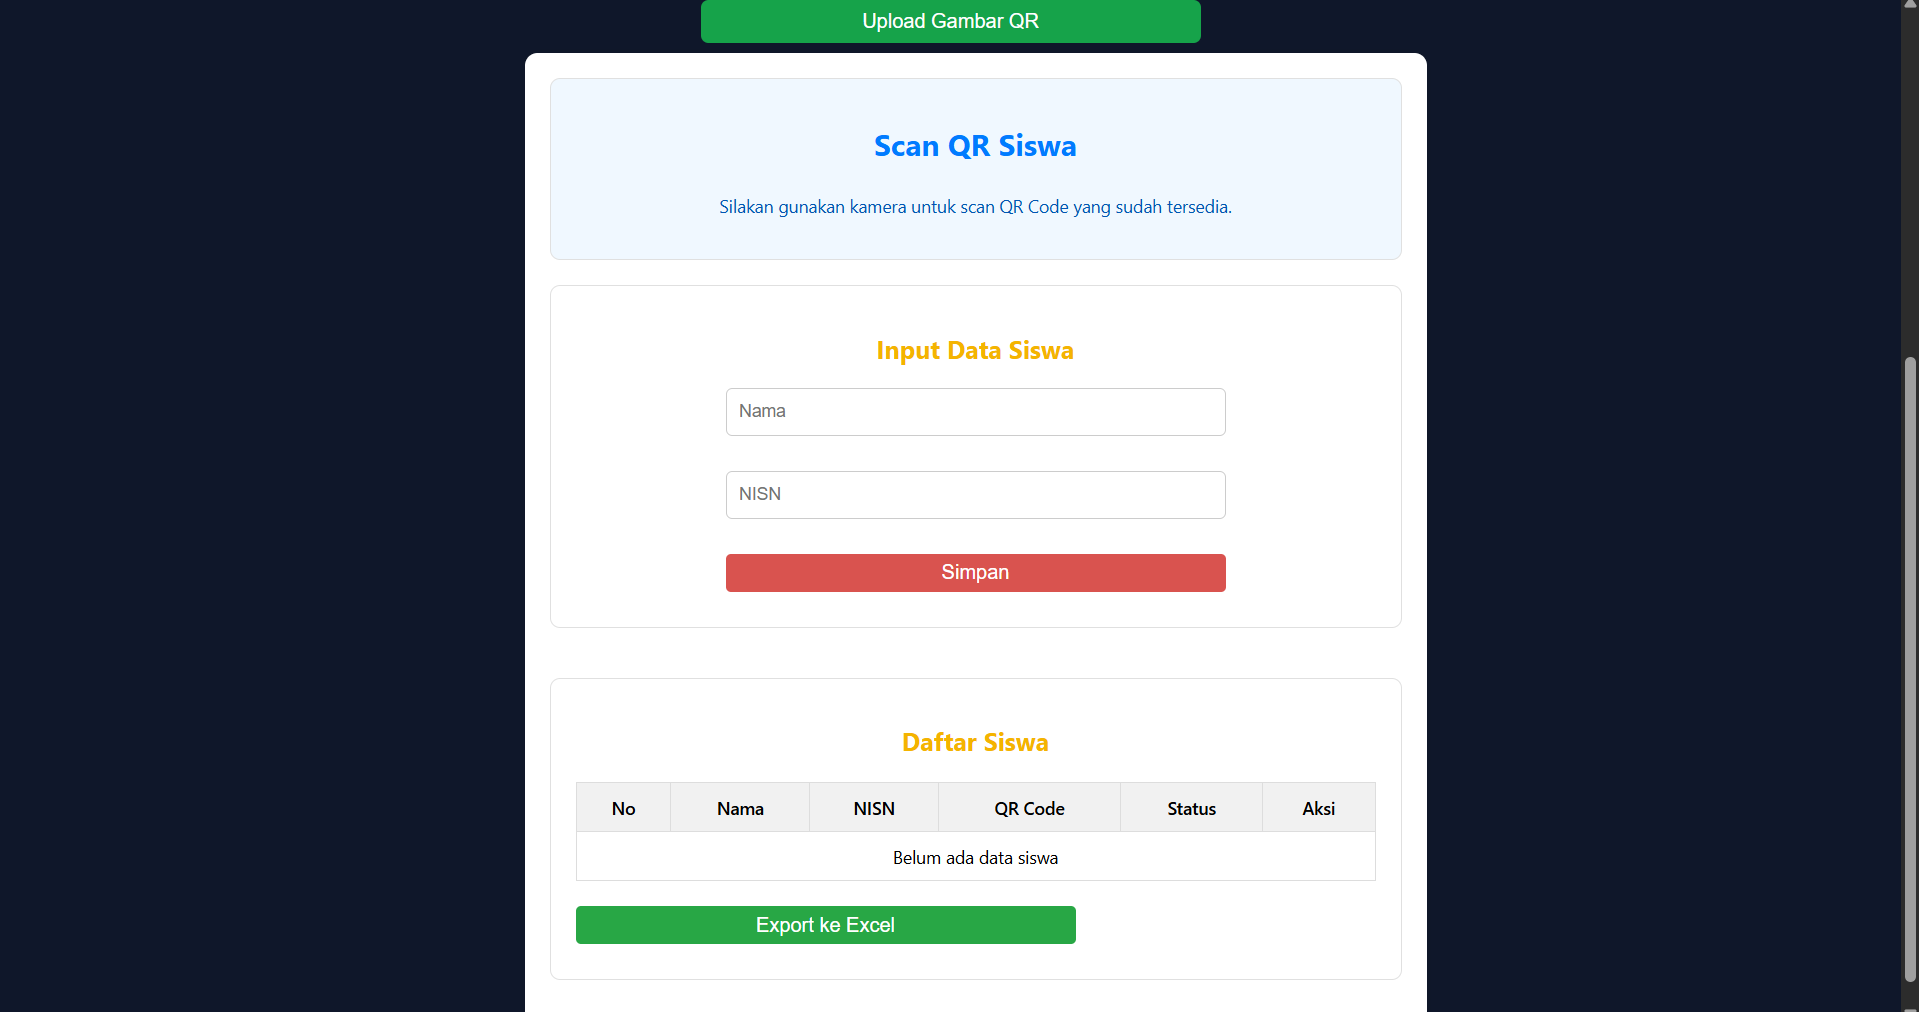 Upload Gambar QR
Scan QR Siswa
Silakan gunakan kamera untuk scan QR Code yang sudah tersedia.
Input Data Siswa
Nama
NISN
Simpan
Daftar Siswa
No Nama NISN QR Code Status Aksi
Belum ada data siswa
Export ke Excel